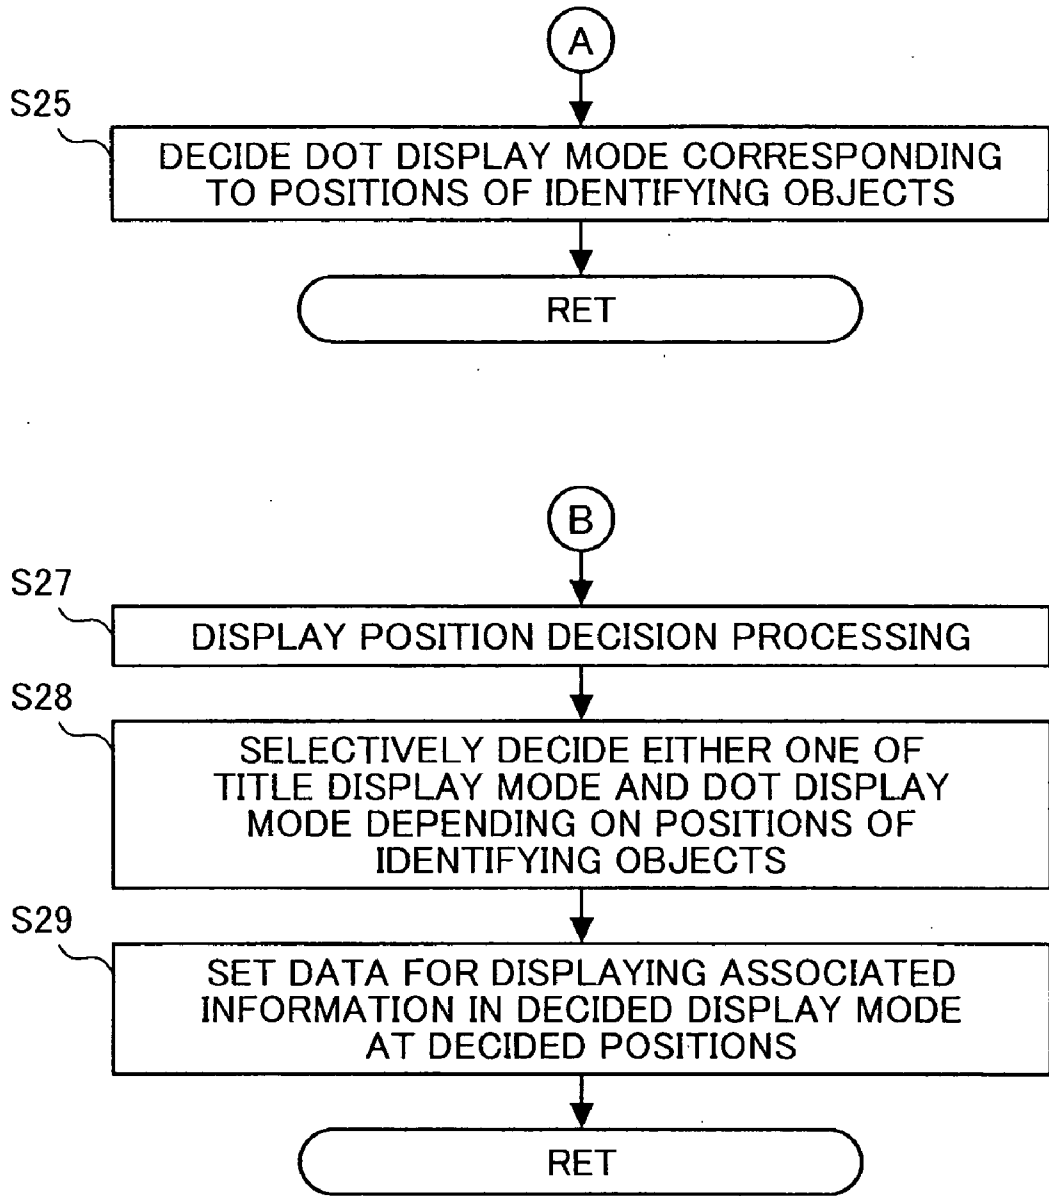 A
S25
DECIDE DOT DISPLAY MODE CORRESPONDING
TO POSITIONS OF IDENTIFYING OBJECTS
RET
B
S27
DISPLAY POSITION DECISION PROCESSING
S28
SELECTIVELY DECIDE EITHER ONE OF
TITLE DISPLAY MODE AND DOT DISPLAY
MODE DEPENDING ON POSITIONS OF
IDENTIFYING OBJECTS
S29
SET DATA FOR DISPLAYING ASSOCIATED
INFORMATION IN DECIDED DISPLAY MODE
AT DECIDED POSITIONS
RET